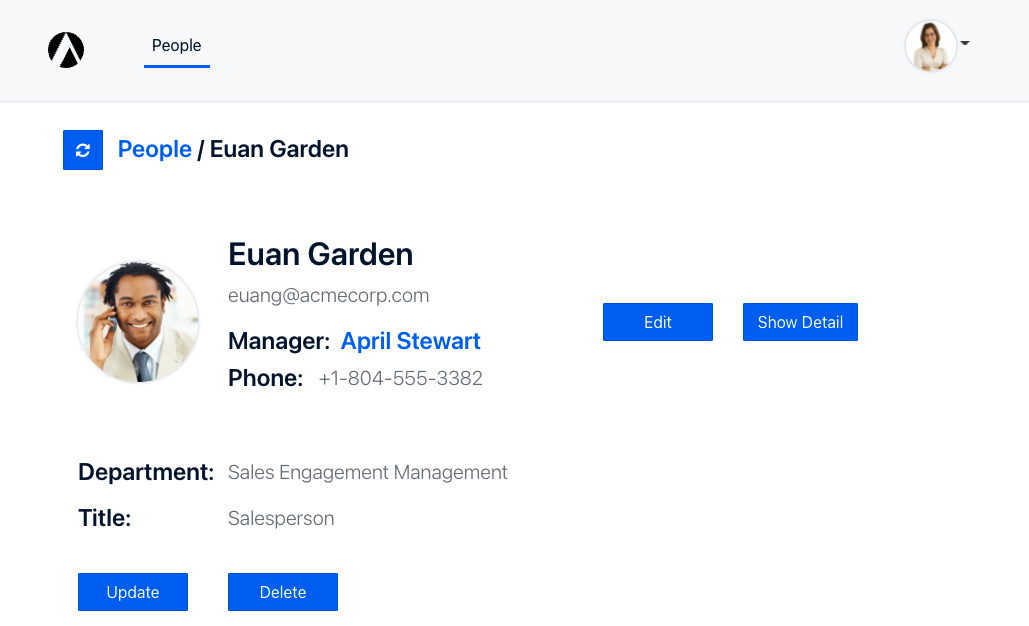 People
People / Euan Garden
Euan Garden
euang@acmecorp.com
Manager: April Stewart
Phone: +1-804-555-3382
Edit
Show Detail
Department: Sales Engagement Management
Title: Salesperson
Update
Delete